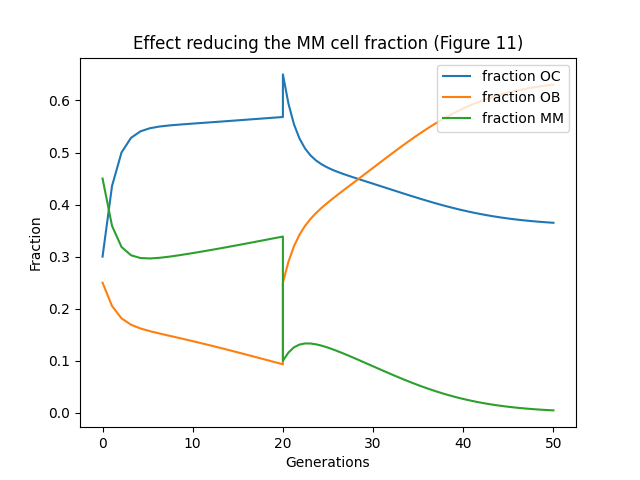 Effect reducing the MM cell fraction (Figure 11)
fraction OC
fraction OB
fraction MM
Fraction
0.6
0.5
0.4
0.3
0.2
0.1
0.0
0 10 20 30 40 50
Generations